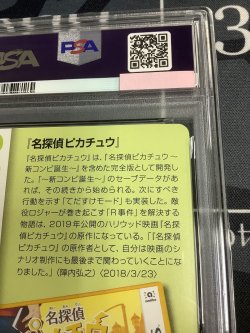 PSA
PSA
『名探偵ピカチュウ』
『名探偵ピカチュウ』は、『名探偵ピカチュウ～
～新コンビ誕生～』を含めた完全版として開発し
た。『～新コンビ誕生～』のセーブデータがあ
れば、その続きから始められる。次にすべき
行動を示す「てだすけモード」も実装した。敵
役ロジャーが巻き起こす「R事件」を解決する
物語は、2019年公開のハリウッド映画『名
探偵ピカチュウ』の原作になっている。「『名探
偵ピカチュウ』の原作者として、自分は映画のシ
ナリオ制作にも最後まで関わっていくことにな
りました。」(陣内弘之)〈2018/3/23〉
名探偵